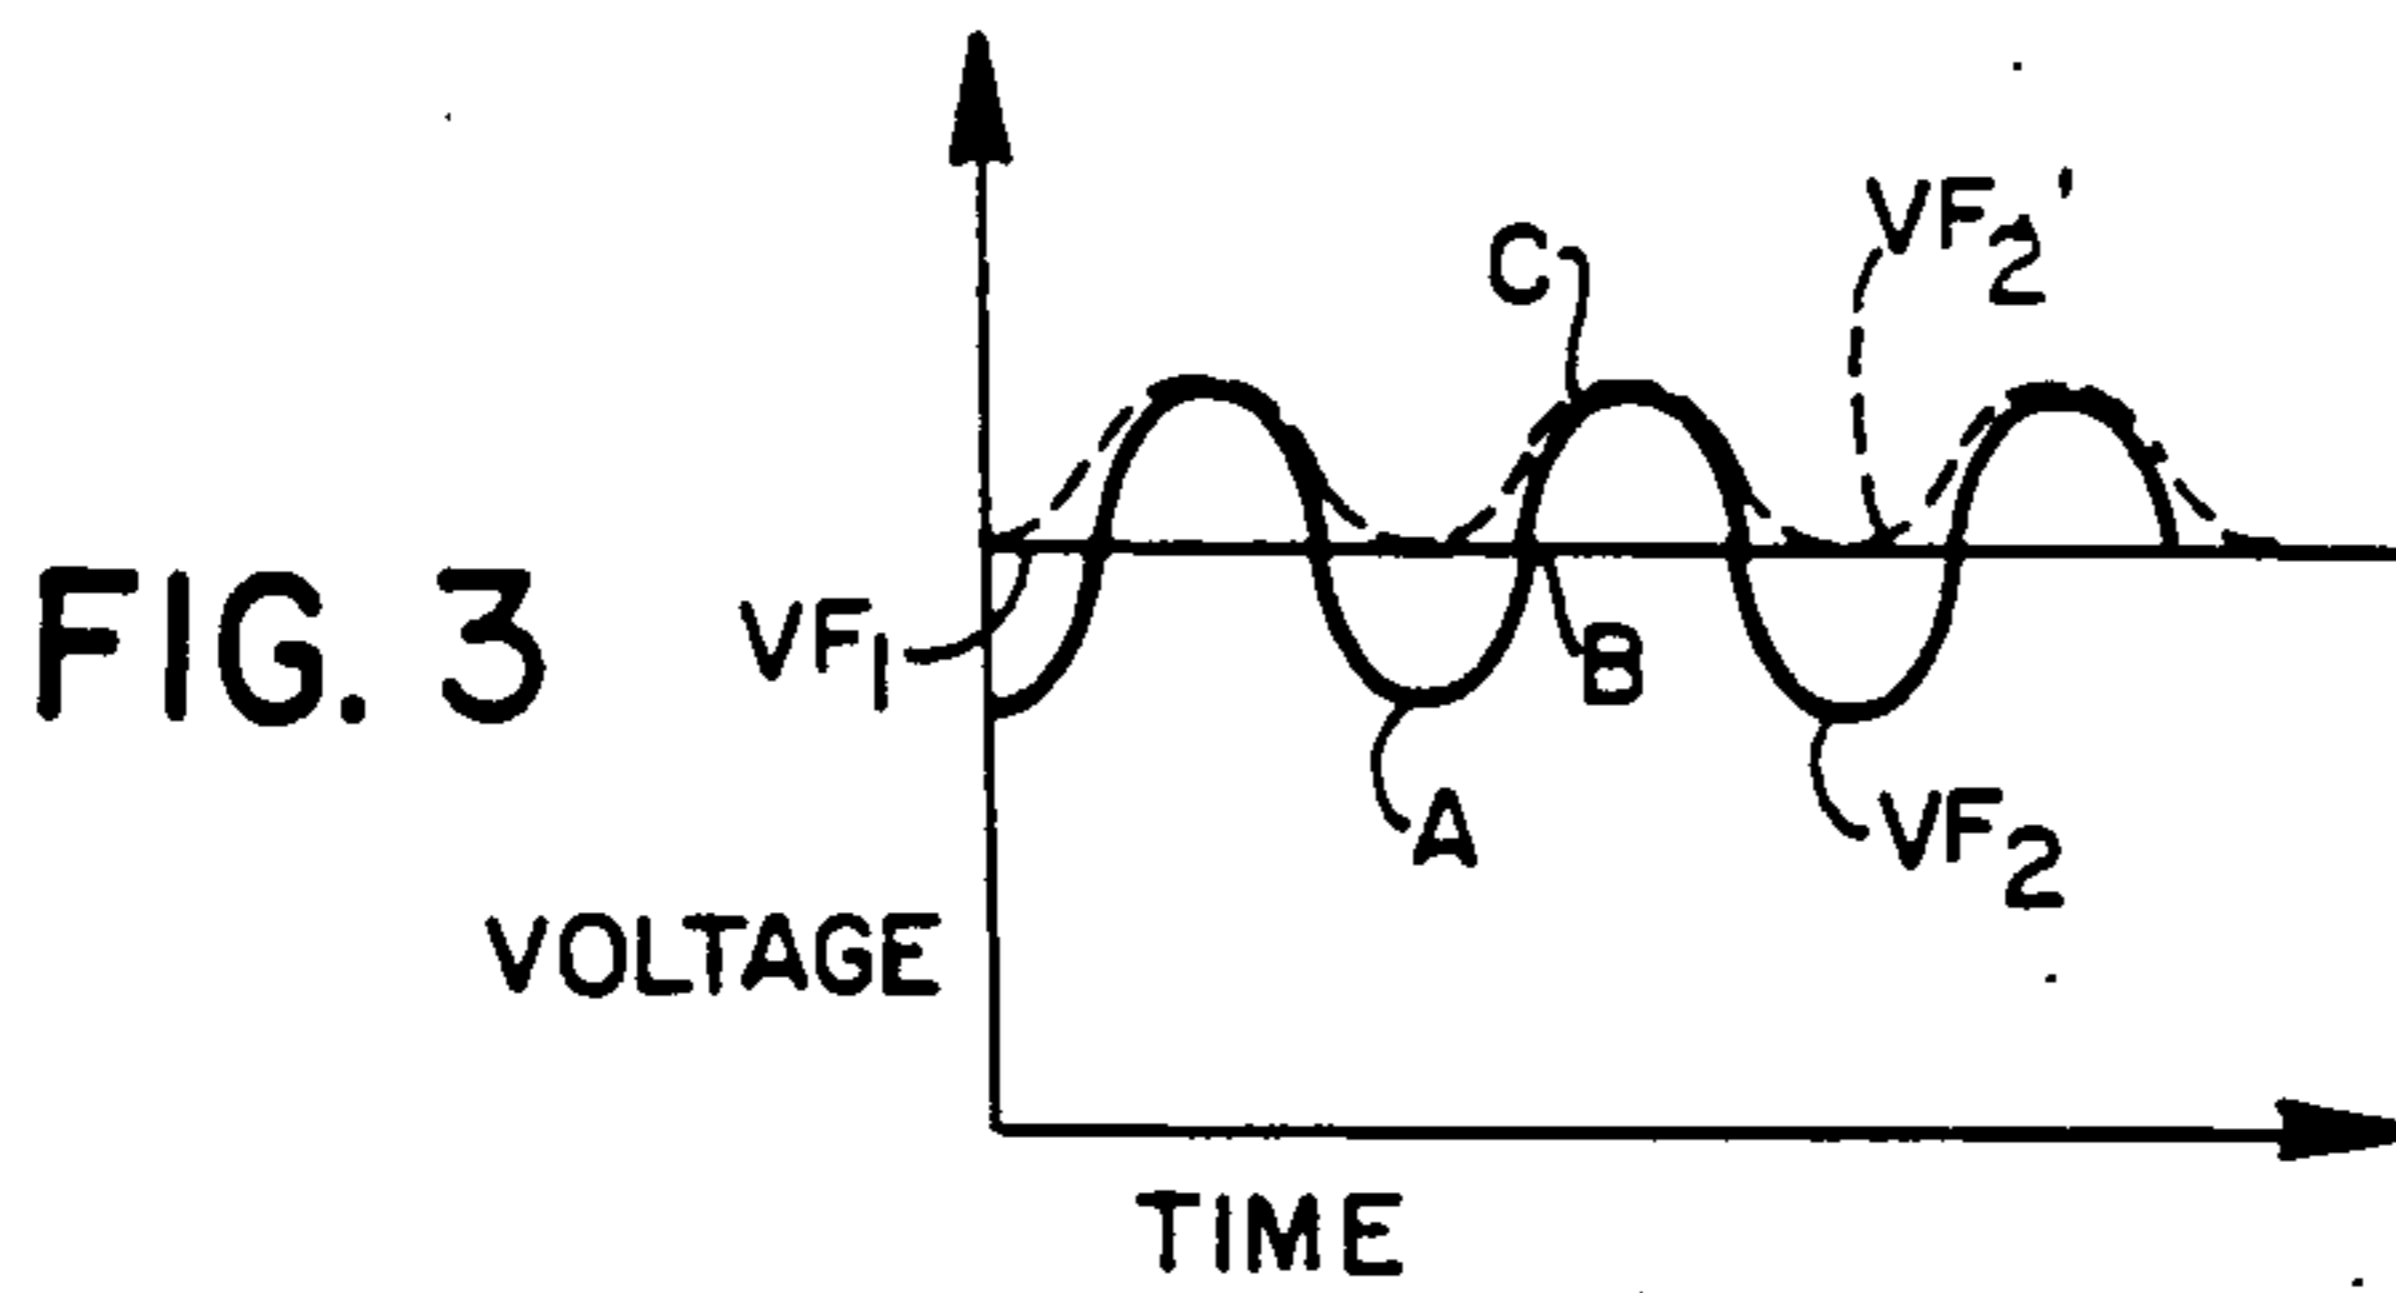 VF₂'
C
FIG. 3
VF₁
B
A
VF₂
VOLTAGE
TIME